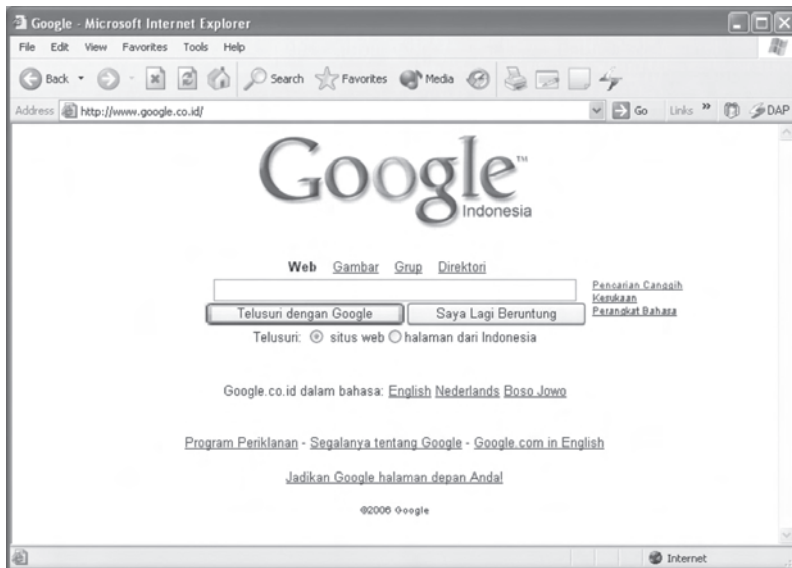 Google - Microsoft Internet Explorer
File Edit View Favorites Tools Help
Back Search Favorites Media
Address http://www.google.co.id/ Go Links » DAP
Google™
Indonesia
Web Gambar Grup Direktori
Pencarian Canggih
Kesukaan
Telusuri dengan Google Saya Lagi Beruntung Perangkat Bahasa
Telusuri: situs web halaman dari Indonesia
Google.co.id dalam bahasa: English Nederlands Boso Jowo
Program Periklanan - Segalanya tentang Google - Google.com in English
Jadikan Google halaman depan Anda!
©2006 Google
Internet